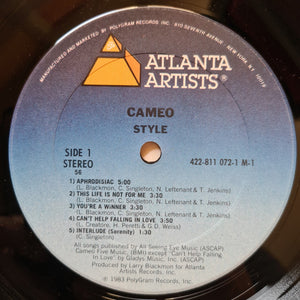 MANUFACTURED AND MARKETED BY POLYGRAM RECORDS INC. 810 SEVENTH AVENUE, NEW YORK, N.Y. 10019
ATLANTA
ARTISTS®
CAMEO
STYLE
SIDE 1
STEREO
56
422-811 072-1 M-1
1) APHRODISIAC 5:00
(L. Blackmon, C. Singleton, N. Leftenant & T. Jenkins)
2) THIS LIFE IS NOT FOR ME 3:30
(L. Blackmon, C. Singleton, N. Leftenant & T. Jenkins)
3) YOU'RE A WINNER 3:30
(L. Blackmon, C. Singleton, N. Leftenant & T. Jenkins)
4) CAN'T HELP FALLING IN LOVE 3:50
(L. Creatore, H. Peretti & G.D. Weiss)
5) INTERLUDE (Serenity) 1:30
(C. Singleton)
All songs published by All Seeing Eye Music (ASCAP)
Cameo Five Music, (BMI) except "Can't Help Falling
In Love" by Gladys Music, Inc. (ASCAP)
Produced by Larry Blackmon for Atlanta
Artists Records, Inc.
℗ 1983 PolyGram Records, Inc.